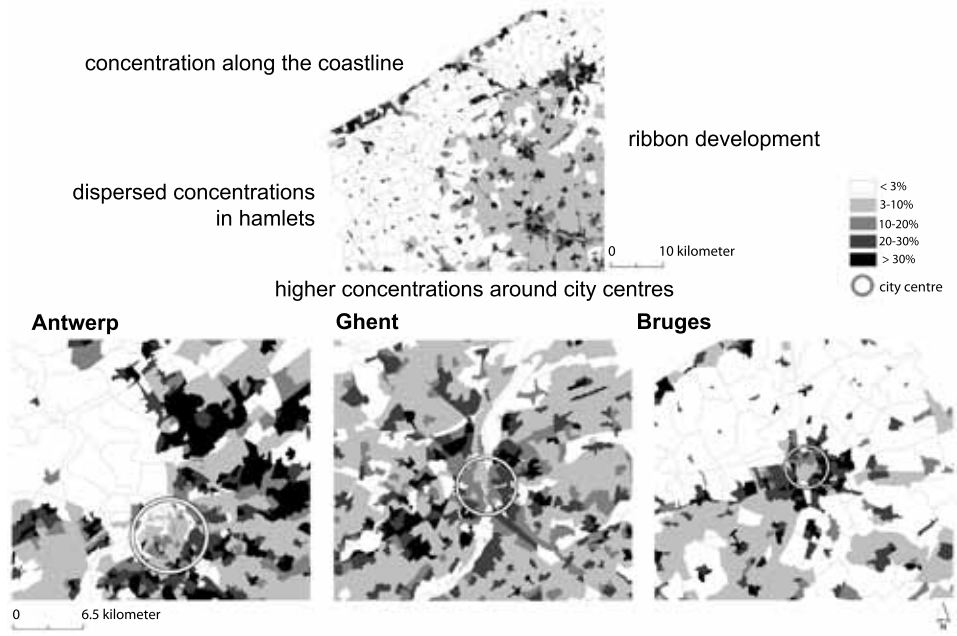 concentration along the coastline
ribbon development
dispersed concentrations
in hamlets
< 3%
3-10%
10-20%
20-30%
> 30%
city centre
0 10 kilometer
higher concentrations around city centres
Antwerp
Ghent
Bruges
0 6.5 kilometer
N